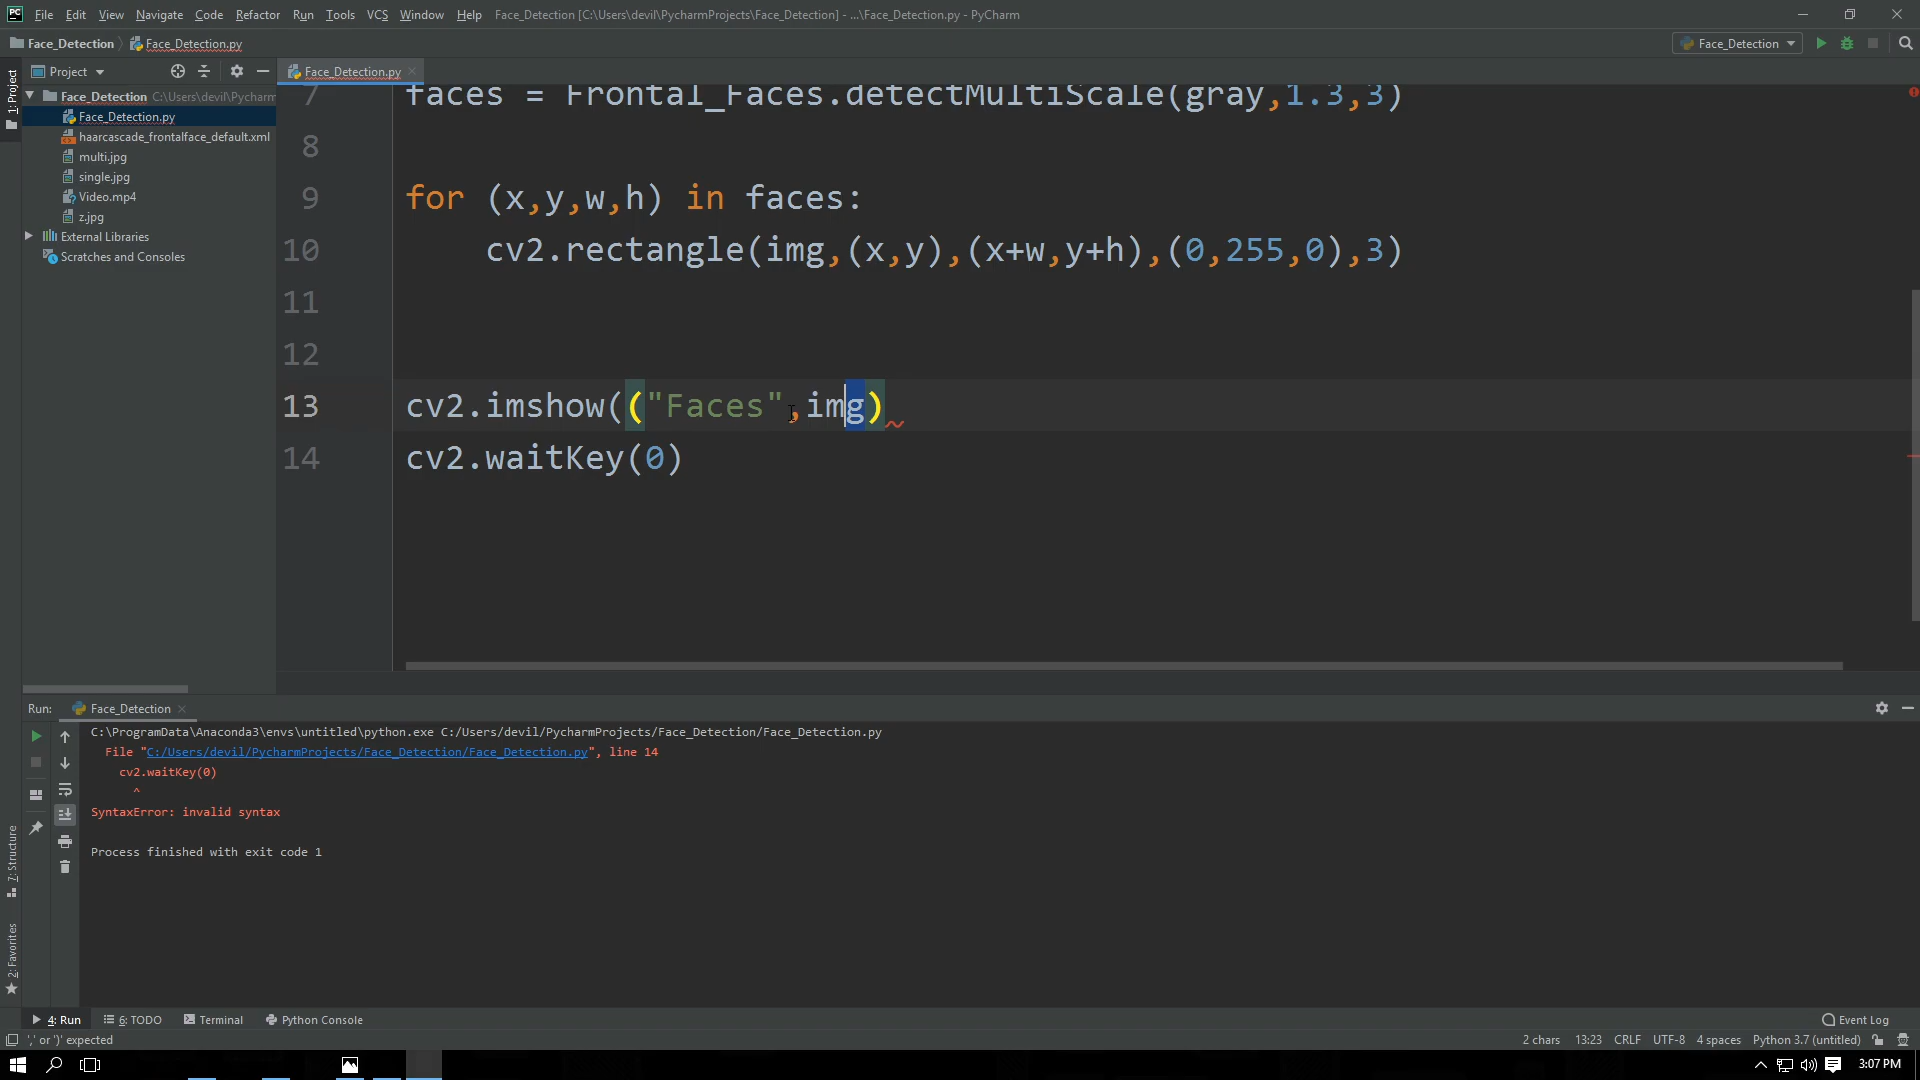 PC File Edit View Navigate Code Refactor Run Tools VCS Window Help Face_Detection [C:\Users\devil\PycharmProjects\Face_Detection] - ...\Face_Detection.py - PyCharm
Face_Detection Face_Detection.py Face_Detection
1: Project
Project
Face_Detection.py
Face_Detection C:\Users\devil\Pycharm
Face_Detection.py
haarcascade_frontalface_default.xml
multi.jpg
single.jpg
Video.mp4
z.jpg
External Libraries
Scratches and Consoles
7 faces = Frontal_Faces.detectMultiScale(gray,1.3,3)
8
9 for (x,y,w,h) in faces:
10 cv2.rectangle(img,(x,y),(x+w,y+h),(0,255,0),3)
11
12
13 cv2.imshow(("Faces",img)
14 cv2.waitKey(0)
Run: Face_Detection
C:\ProgramData\Anaconda3\envs\untitled\python.exe C:/Users/devil/PycharmProjects/Face_Detection/Face_Detection.py
File "C:/Users/devil/PycharmProjects/Face_Detection/Face_Detection.py", line 14
cv2.waitKey(0)
^
SyntaxError: invalid syntax
Process finished with exit code 1
7: Structure
2: Favorites
4: Run 6: TODO Terminal Python Console Event Log
',' or ')' expected 2 chars 13:23 CRLF UTF-8 4 spaces Python 3.7 (untitled)
3:07 PM